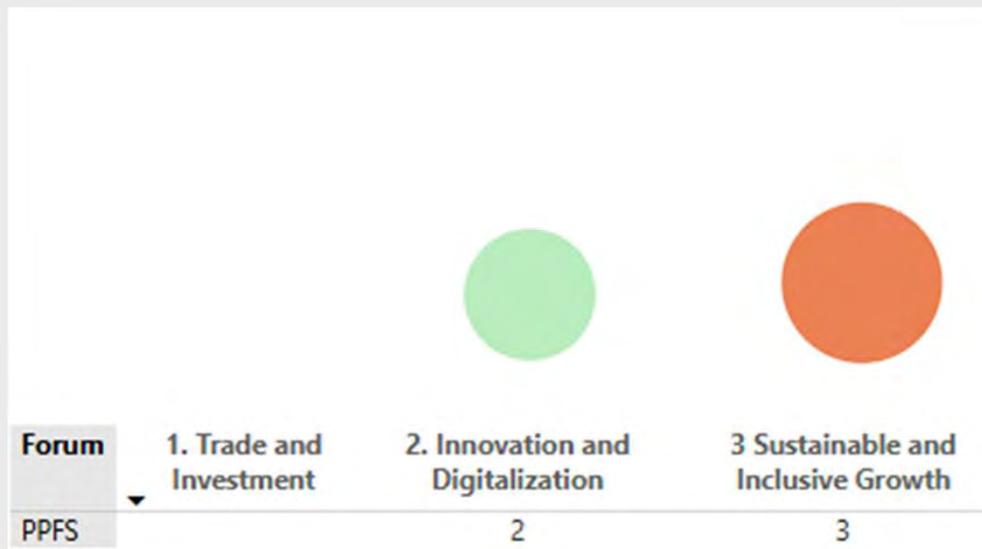 Forum 1. Trade and 2. Innovation and 3 Sustainable and
Investment Digitalization Inclusive Growth
PPFS 2 3